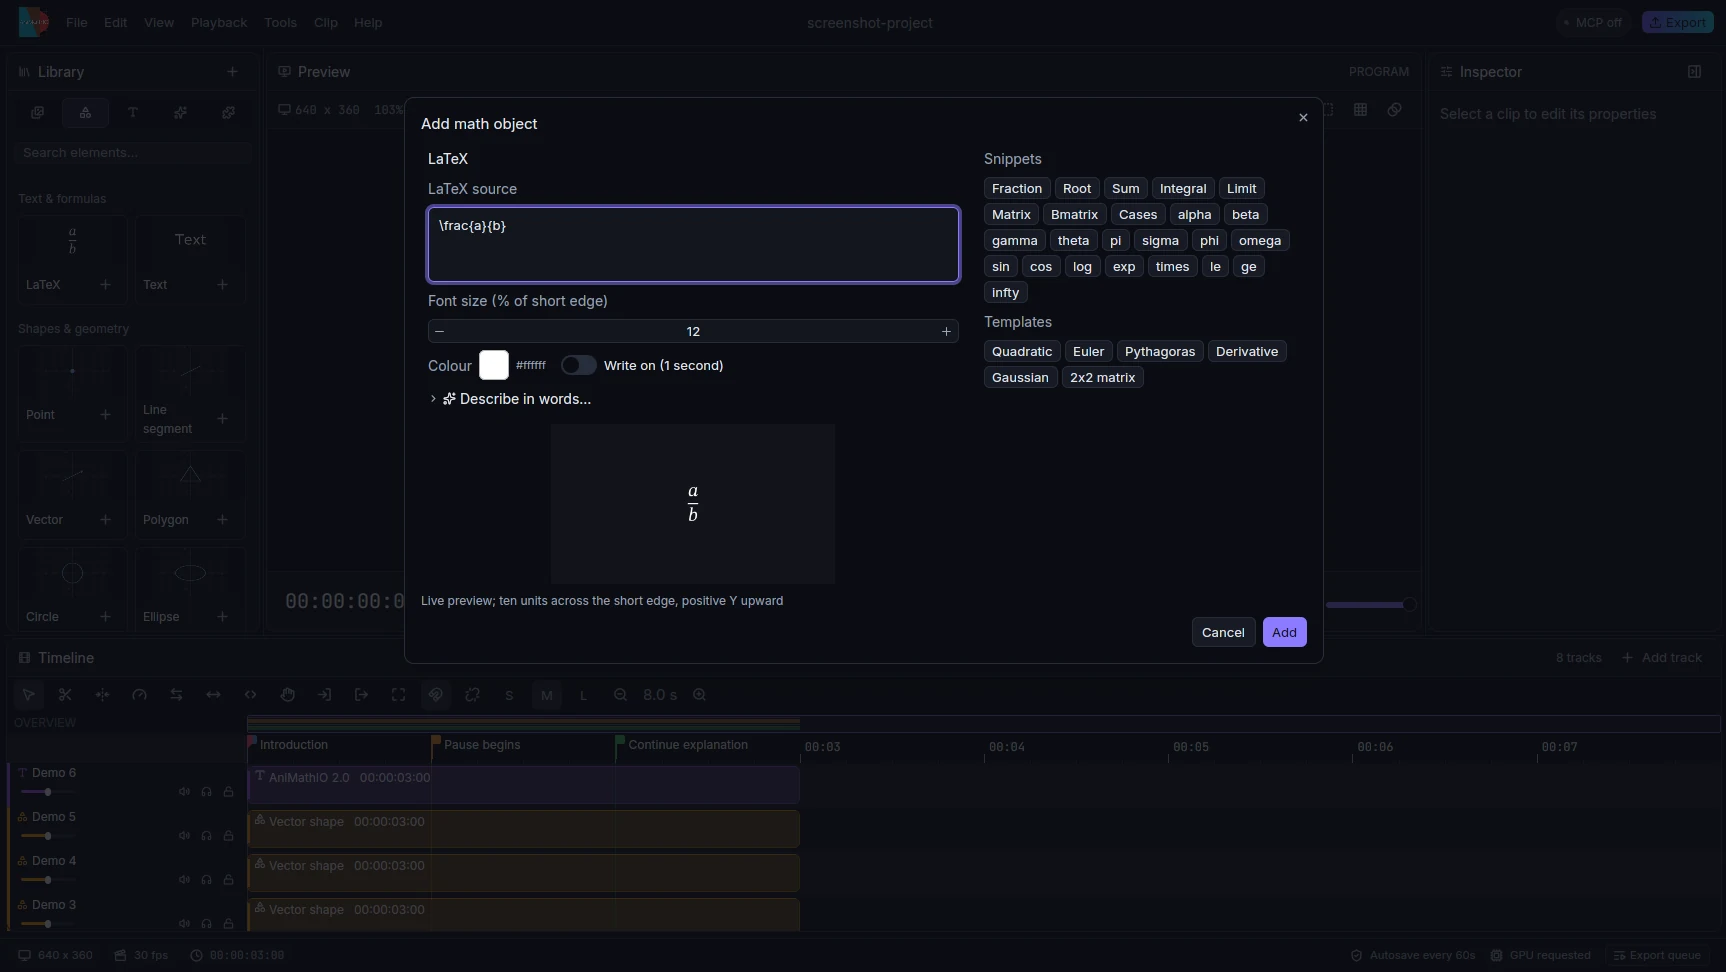 File Edit View Playback Tools Clip Help
screenshot-project
MCP off
Export
Library
Search elements...
Text & formulas
a
b
Text
LaTeX
Text
Shapes & geometry
Point
Line segment
Vector
Polygon
Circle
Ellipse
Preview
PROGRAM
640 x 360 103%
00:00:00:0
Inspector
Select a clip to edit its properties
Add math object
LaTeX
LaTeX source
\frac{a}{b}
Font size (% of short edge)
12
Colour #ffffff Write on (1 second)
Describe in words...
a
b
Live preview; ten units across the short edge, positive Y upward
Snippets
Fraction Root Sum Integral Limit
Matrix Bmatrix Cases alpha beta
gamma theta pi sigma phi omega
sin cos log exp times le ge
infty
Templates
Quadratic Euler Pythagoras Derivative
Gaussian 2x2 matrix
Cancel Add
Timeline
8 tracks Add track
S M L 8.0 s
OVERVIEW
Introduction Pause begins Continue explanation 00:03 00:04 00:05 00:06 00:07
Demo 6
AniMathIO 2.0 00:00:03:00
Demo 5
Vector shape 00:00:03:00
Demo 4
Vector shape 00:00:03:00
Demo 3
Vector shape 00:00:03:00
640 x 360 30 fps 00:00:03:00
Autosave every 60s GPU requested Export queue